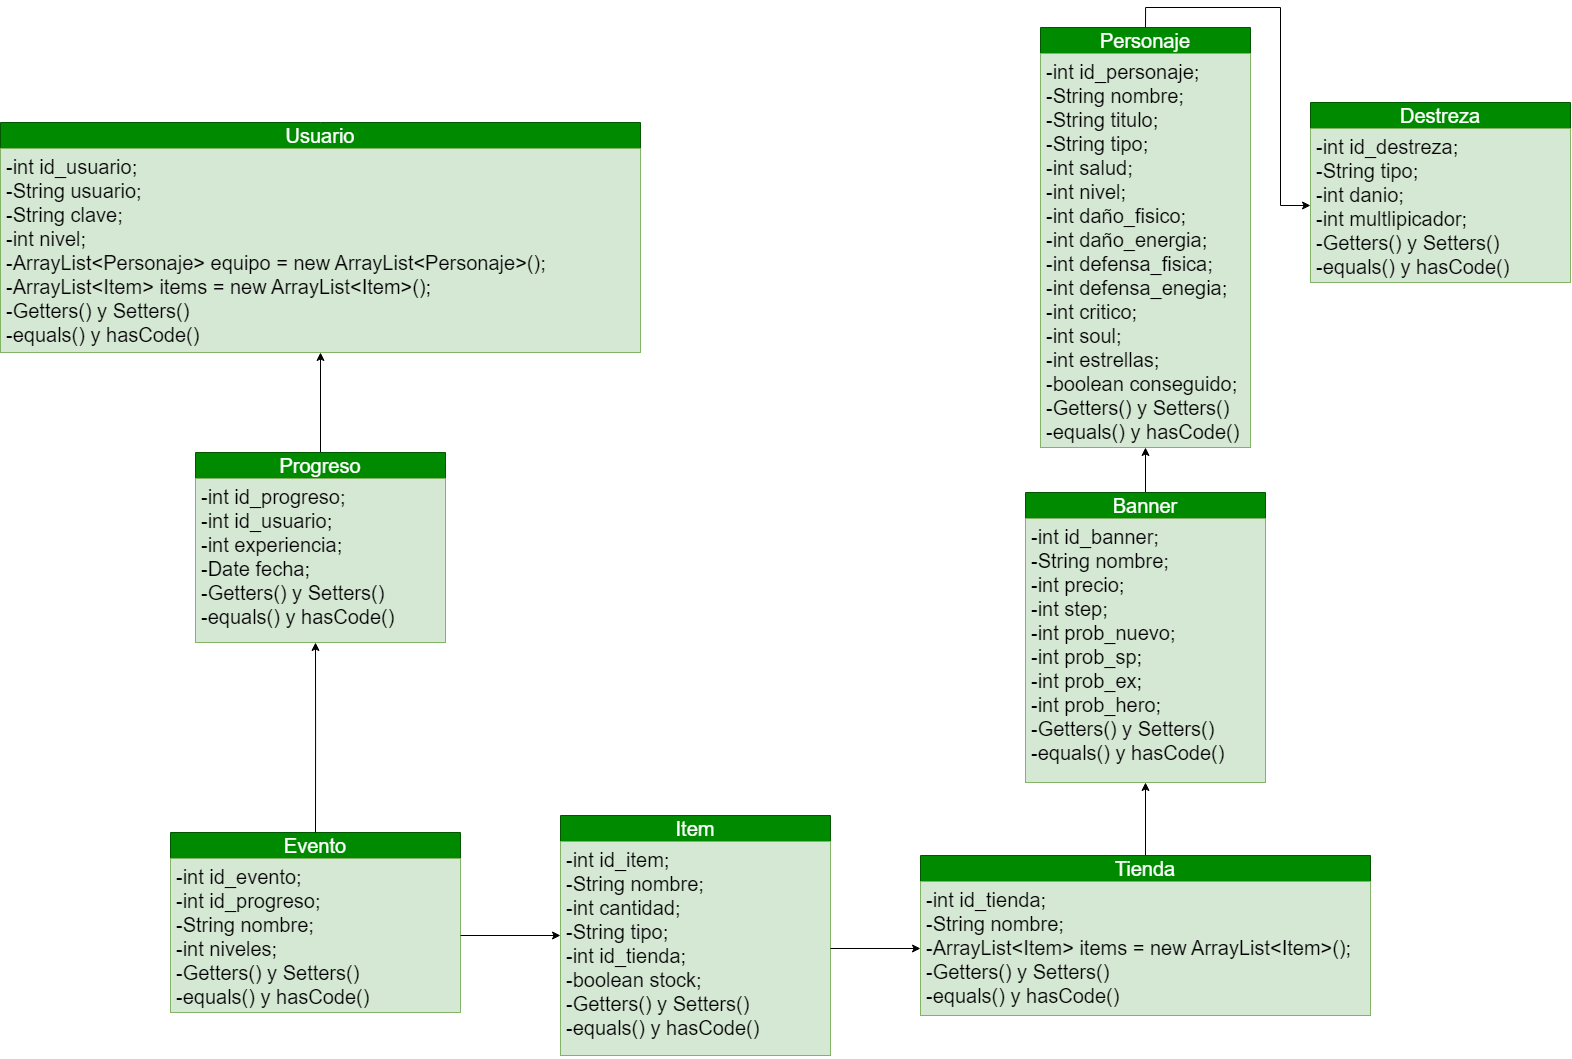 Usuario
-int id_usuario;
-String usuario;
-String clave;
-int nivel;
-ArrayList<Personaje> equipo = new ArrayList<Personaje>();
-ArrayList<Item> items = new ArrayList<Item>();
-Getters() y Setters()
-equals() y hasCode()
Progreso
-int id_progreso;
-int id_usuario;
-int experiencia;
-Date fecha;
-Getters() y Setters()
-equals() y hasCode()
Evento
-int id_evento;
-int id_progreso;
-String nombre;
-int niveles;
-Getters() y Setters()
-equals() y hasCode()
Item
-int id_item;
-String nombre;
-int cantidad;
-String tipo;
-int id_tienda;
-boolean stock;
-Getters() y Setters()
-equals() y hasCode()
Tienda
-int id_tienda;
-String nombre;
-ArrayList<Item> items = new ArrayList<Item>();
-Getters() y Setters()
-equals() y hasCode()
Banner
-int id_banner;
-String nombre;
-int precio;
-int step;
-int prob_nuevo;
-int prob_sp;
-int prob_ex;
-int prob_hero;
-Getters() y Setters()
-equals() y hasCode()
Personaje
-int id_personaje;
-String nombre;
-String titulo;
-String tipo;
-int salud;
-int nivel;
-int daño_fisico;
-int daño_energia;
-int defensa_fisica;
-int defensa_enegia;
-int critico;
-int soul;
-int estrellas;
-boolean conseguido;
-Getters() y Setters()
-equals() y hasCode()
Destreza
-int id_destreza;
-String tipo;
-int danio;
-int multlipicador;
-Getters() y Setters()
-equals() y hasCode()